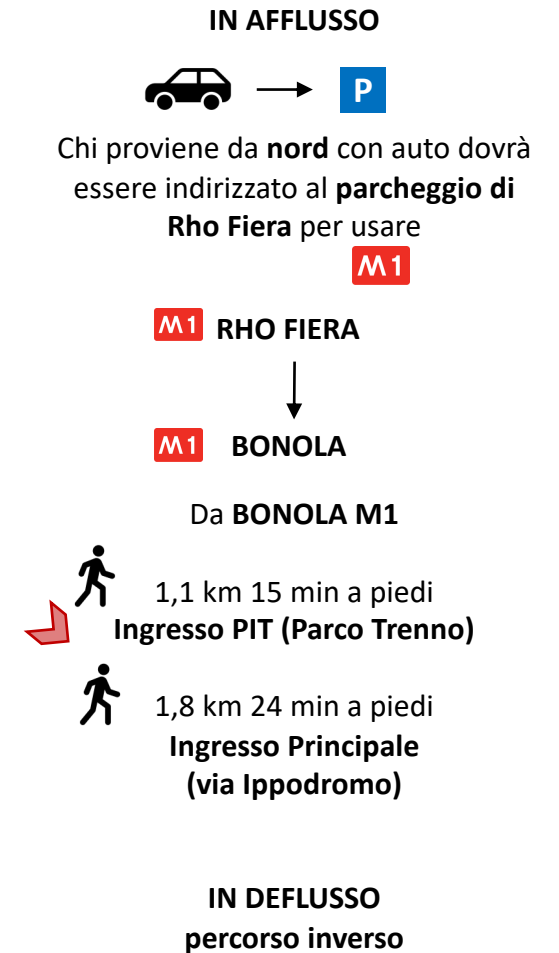 IN AFFLUSSO
P
Chi proviene da nord con auto dovrà
essere indirizzato al parcheggio di
Rho Fiera per usare
M1
M1 RHO FIERA
M1 BONOLA
Da BONOLA M1
1,1 km 15 min a piedi
Ingresso PIT (Parco Trenno)
1,8 km 24 min a piedi
Ingresso Principale
(via Ippodromo)
IN DEFLUSSO
percorso inverso